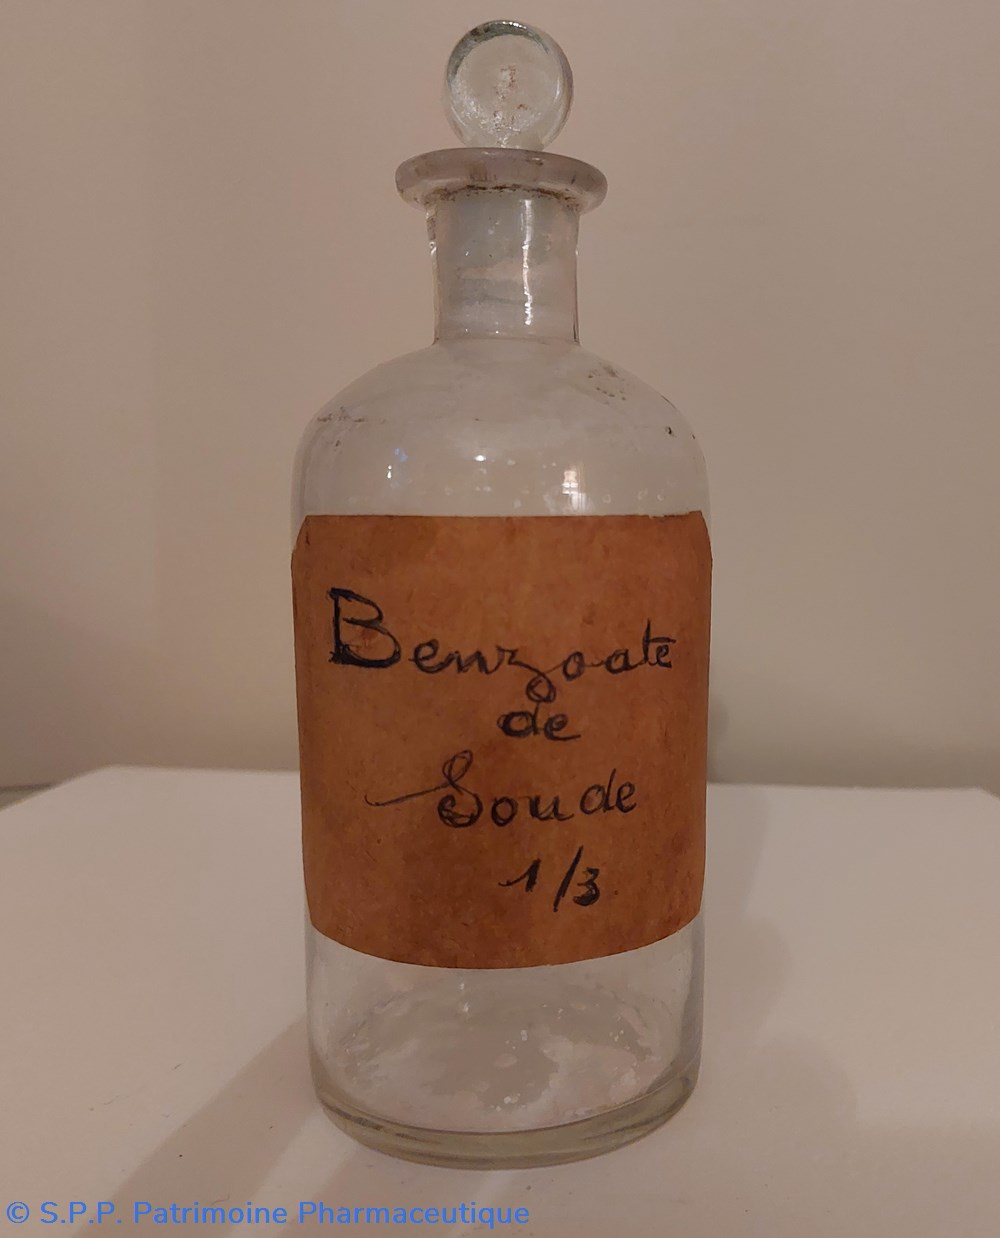 Benzoate
de
Soude
1/3
© S.P.P. Patrimoine Pharmaceutique